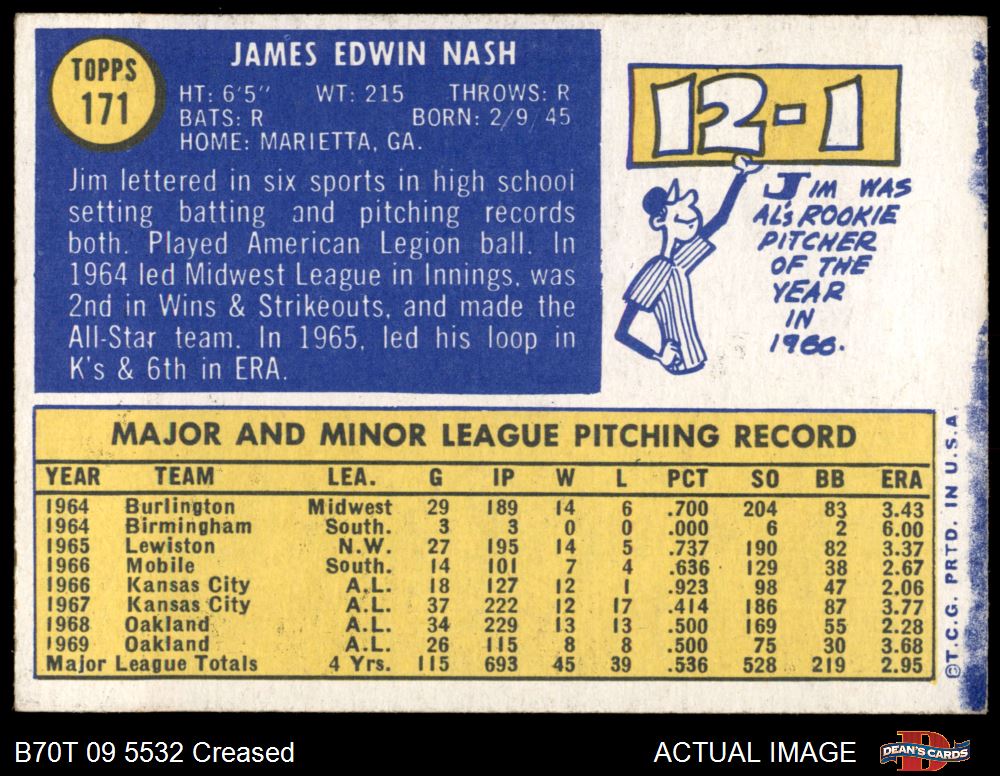 TOPPS
171
JAMES EDWIN NASH
HT: 6'5" WT: 215 THROWS: R
BATS: R BORN: 2/9/45
HOME: MARIETTA, GA.
Jim lettered in six sports in high school
setting batting and pitching records
both. Played American Legion ball. In
1964 led Midwest League in Innings, was
2nd in Wins & Strikeouts, and made the
All-Star team. In 1965, led his loop in
K's & 6th in ERA.
12-1
JIM WAS
AL's ROOKIE
PITCHER
OF THE
YEAR
IN
1966.
MAJOR AND MINOR LEAGUE PITCHING RECORD
YEAR TEAM LEA. G IP W L PCT SO BB ERA
1964 Burlington Midwest 29 189 14 6 .700 204 83 3.43
1964 Birmingham South. 3 3 0 0 .000 6 2 6.00
1965 Lewiston N.W. 27 195 14 5 .737 190 82 3.37
1966 Mobile South. 14 101 7 4 .636 129 38 2.67
1966 Kansas City A.L. 18 127 12 1 .923 98 47 2.06
1967 Kansas City A.L. 37 222 12 17 .414 186 87 3.77
1968 Oakland A.L. 34 229 13 13 .500 169 55 2.28
1969 Oakland A.L. 26 115 8 8 .500 75 30 3.68
Major League Totals 4 Yrs. 115 693 45 39 .536 528 219 2.95
©T.C.G. PRTD. IN U.S.A.
B70T 09 5532 Creased
ACTUAL IMAGE
DEAN'S CARDS